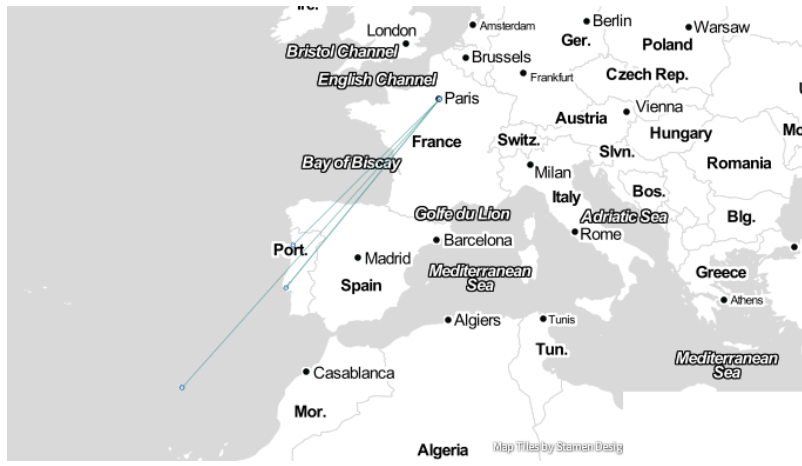 Ire.
London
Amsterdam
Berlin
Warsaw
Bristol Channel
Brussels
Ger.
Poland
English Channel
Frankfurt
Czech Rep.
Paris
Vienna
Austria
France
Switz.
Hungary
Mo
Bay of Biscay
Slvn.
Milan
Romania
Italy
Bos.
Golfe du Lion
Adriatic Sea
Blg.
Rome
Port.
Barcelona
Madrid
Spain
Mediterranean
Sea
Greece
Athens
Algiers
Tunis
Tun.
Mediterranean
Sea
Casablanca
Mor.
Algeria
Map Tiles by Stamen Desig